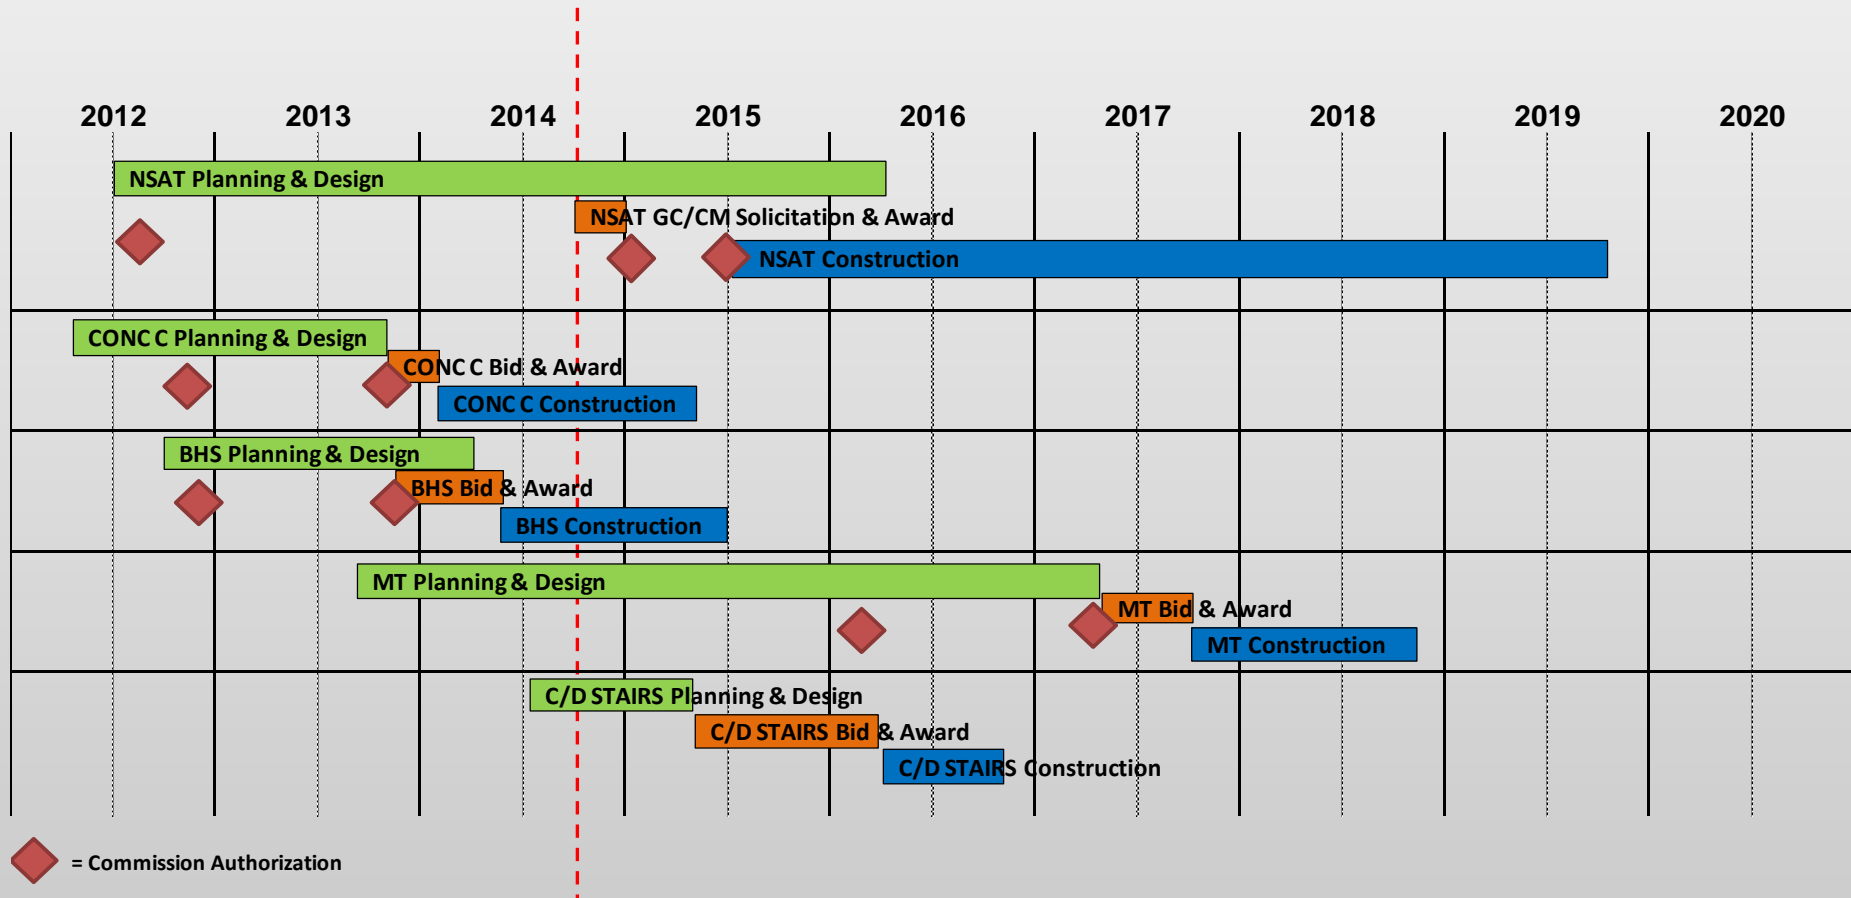 2012 2013 2014 2015 2016 2017 2018 2019 2020
NSAT Planning & Design
NSAT GC/CM Solicitation & Award
NSAT Construction
CONC C Planning & Design
CONC C Bid & Award
CONC C Construction
BHS Planning & Design
BHS Bid & Award
BHS Construction
MT Planning & Design
MT Bid & Award
MT Construction
C/D STAIRS Planning & Design
C/D STAIRS Bid & Award
C/D STAIRS Construction
= Commission Authorization